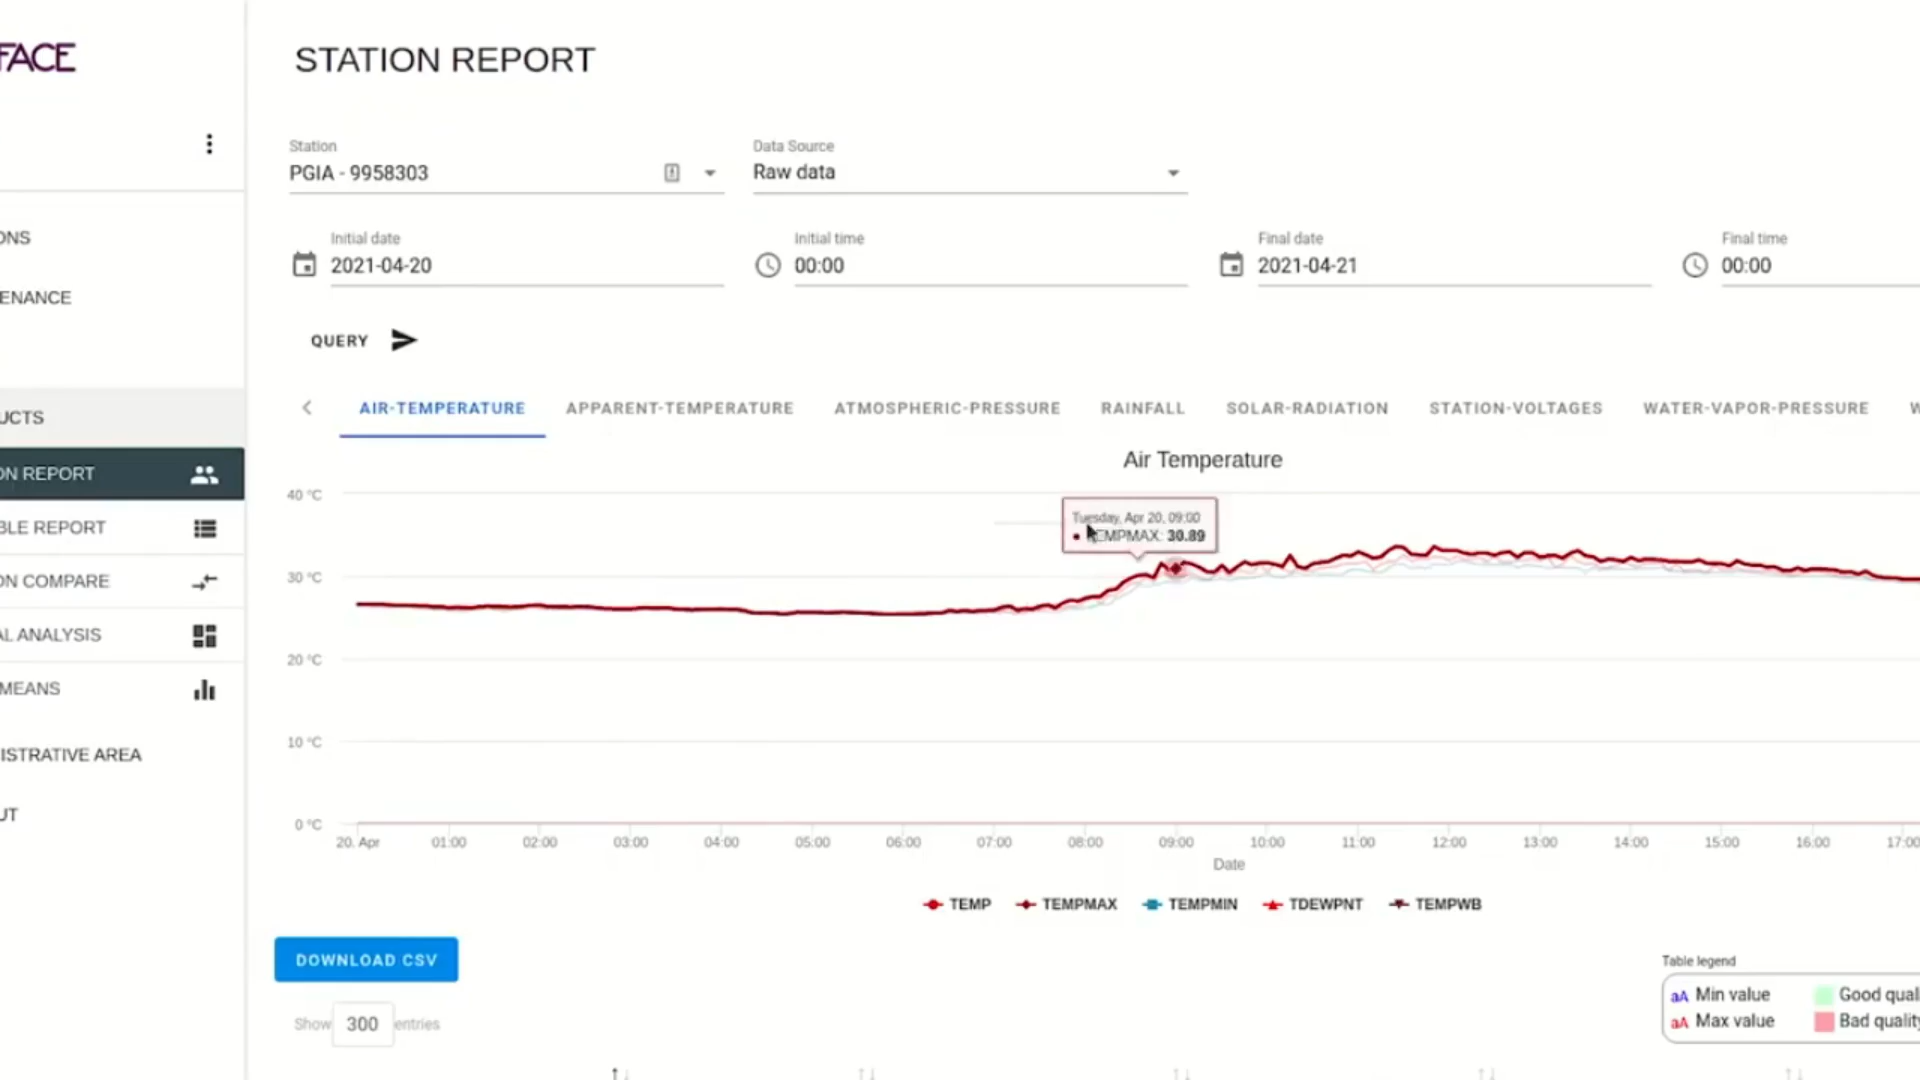 FACE
STATION REPORT
Station
PGIA - 9958303
Data Source
Raw data
ONS
Initial date
2021-04-20
Initial time
00:00
Final date
2021-04-21
Final time
00:00
ENANCE
QUERY
UCTS
AIR-TEMPERATURE APPARENT-TEMPERATURE ATMOSPHERIC-PRESSURE RAINFALL SOLAR-RADIATION STATION-VOLTAGES WATER-VAPOR-PRESSURE W
ON REPORT
BLE REPORT
ON COMPARE
AL ANALYSIS
MEANS
ISTRATIVE AREA
UT
Air Temperature
40 °C
30 °C
20 °C
10 °C
0 °C
Tuesday, Apr 20, 09:00
EMPMAX: 30.89
20. Apr 01:00 02:00 03:00 04:00 05:00 06:00 07:00 08:00 09:00 10:00 11:00 12:00 13:00 14:00 15:00 16:00 17:00
Date
TEMP TEMPMAX TEMPMIN TDEWPNT TEMPWB
DOWNLOAD CSV
Show 300 entries
Table legend
aA Min value Good qual
aA Max value Bad quality